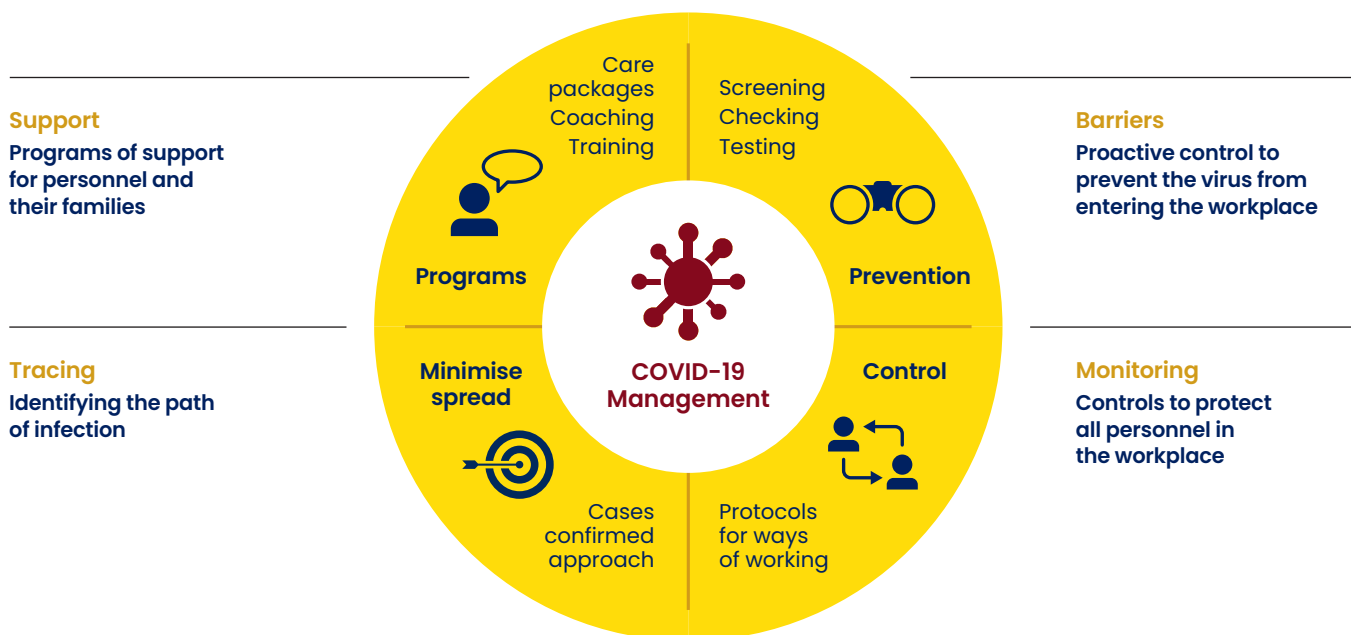 Support
Programs of support
for personnel and
their families
Care
packages
Coaching
Training
Programs
Screening
Checking
Testing
Prevention
Barriers
Proactive control to
prevent the virus from
entering the workplace
COVID-19
Management
Tracing
Identifying the path
of infection
Minimise
spread
Cases
confirmed
approach
Control
Protocols
for ways
of working
Monitoring
Controls to protect
all personnel in
the workplace